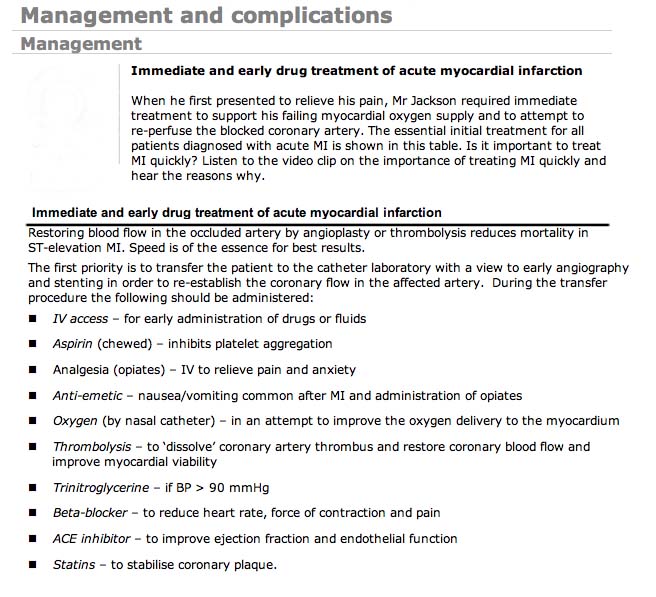 Management and complications
Management
Immediate and early drug treatment of acute myocardial infarction
When he first presented to relieve his pain, Mr Jackson required immediate
treatment to support his failing myocardial oxygen supply and to attempt to
re-perfuse the blocked coronary artery. The essential initial treatment for all
patients diagnosed with acute MI is shown in this table. Is it important to treat
MI quickly? Listen to the video clip on the importance of treating MI quickly and
hear the reasons why.
Immediate and early drug treatment of acute myocardial infarction
Restoring blood flow in the occluded artery by angioplasty or thrombolysis reduces mortality in
ST-elevation MI. Speed is of the essence for best results.
The first priority is to transfer the patient to the catheter laboratory with a view to early angiography
and stenting in order to re-establish the coronary flow in the affected artery.  During the transfer
procedure the following should be administered:
■ IV access – for early administration of drugs or fluids
■ Aspirin (chewed) – inhibits platelet aggregation
■ Analgesia (opiates) – IV to relieve pain and anxiety
■ Anti-emetic – nausea/vomiting common after MI and administration of opiates
■ Oxygen (by nasal catheter) – in an attempt to improve the oxygen delivery to the myocardium
■ Thrombolysis – to ‘dissolve’ coronary artery thrombus and restore coronary blood flow and
improve myocardial viability
■ Trinitroglycerine – if BP > 90 mmHg
■ Beta-blocker – to reduce heart rate, force of contraction and pain
■ ACE inhibitor – to improve ejection fraction and endothelial function
■ Statins – to stabilise coronary plaque.